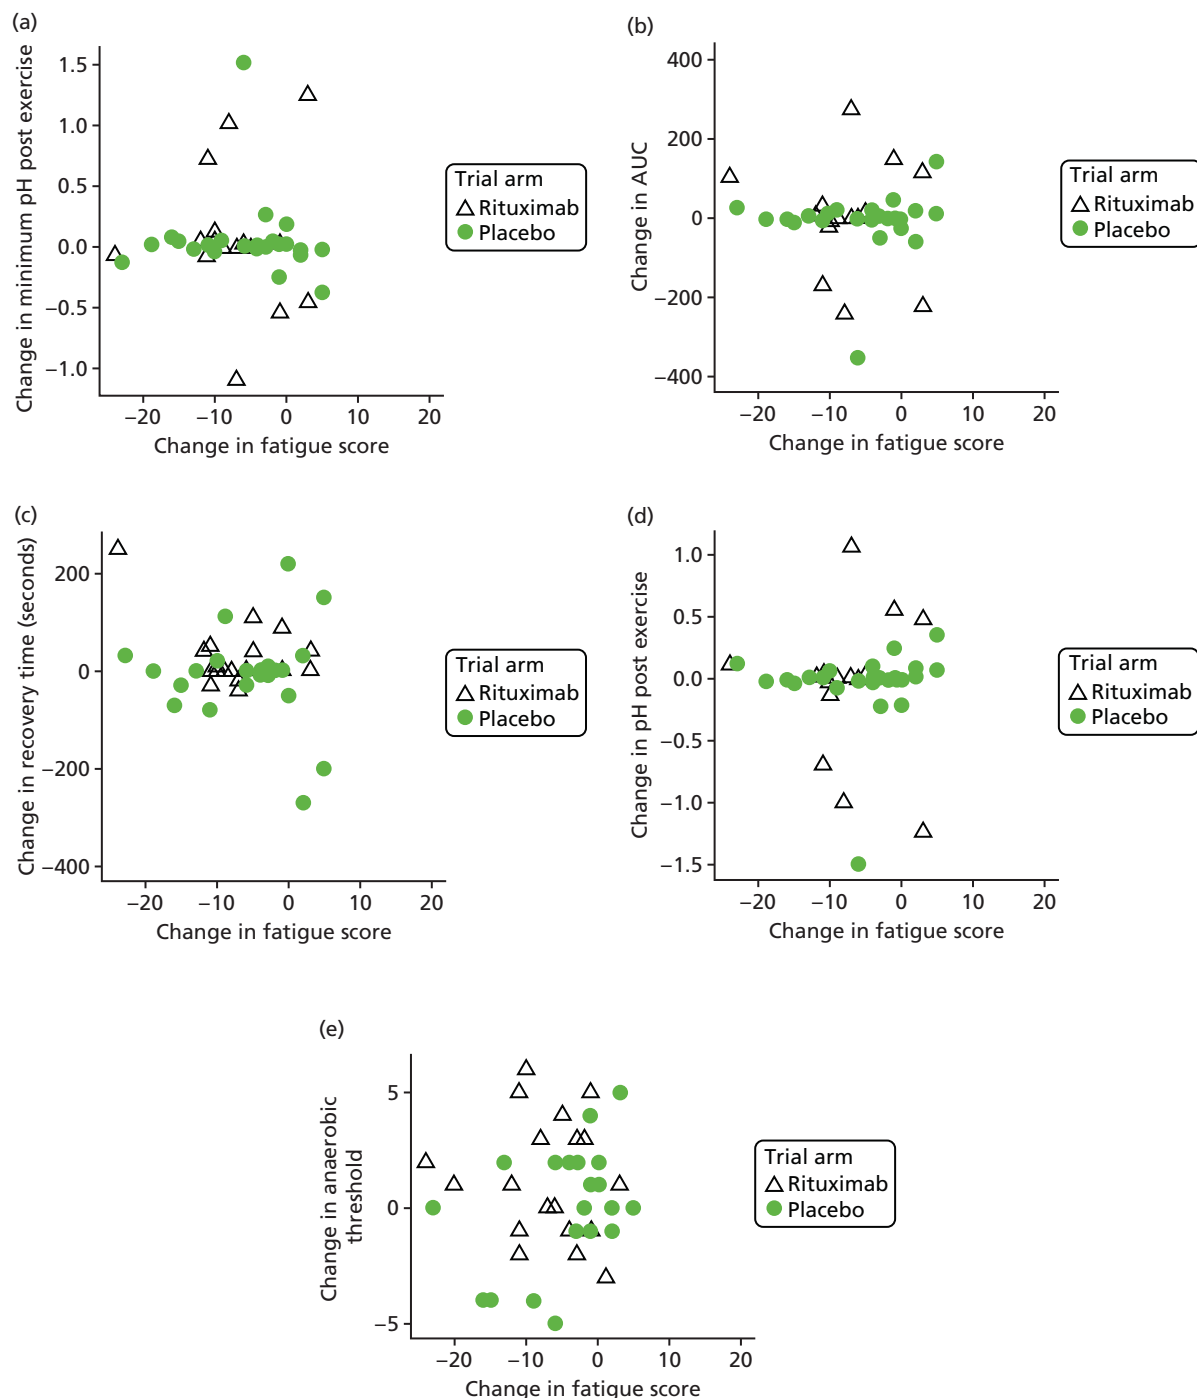 (a)
Change in minimum pH post exercise
1.5
1.0
0.5
0.0
−0.5
−1.0
−20
−10
0
10
20
Change in fatigue score
Trial arm
Rituximab
Placebo
(b)
Change in AUC
400
200
0
−200
−400
−20
−10
0
10
20
Change in fatigue score
Trial arm
Rituximab
Placebo
(c)
Change in recovery time (seconds)
200
0
−200
−400
−20
−10
0
10
20
Change in fatigue score
Trial arm
Rituximab
Placebo
(d)
Change in pH post exercise
1.0
0.5
0.0
−0.5
−1.0
−1.5
−20
−10
0
10
20
Change in fatigue score
Trial arm
Rituximab
Placebo
(e)
Change in anaerobic
threshold
5
0
−5
−20
−10
0
10
20
Change in fatigue score
Trial arm
Rituximab
Placebo